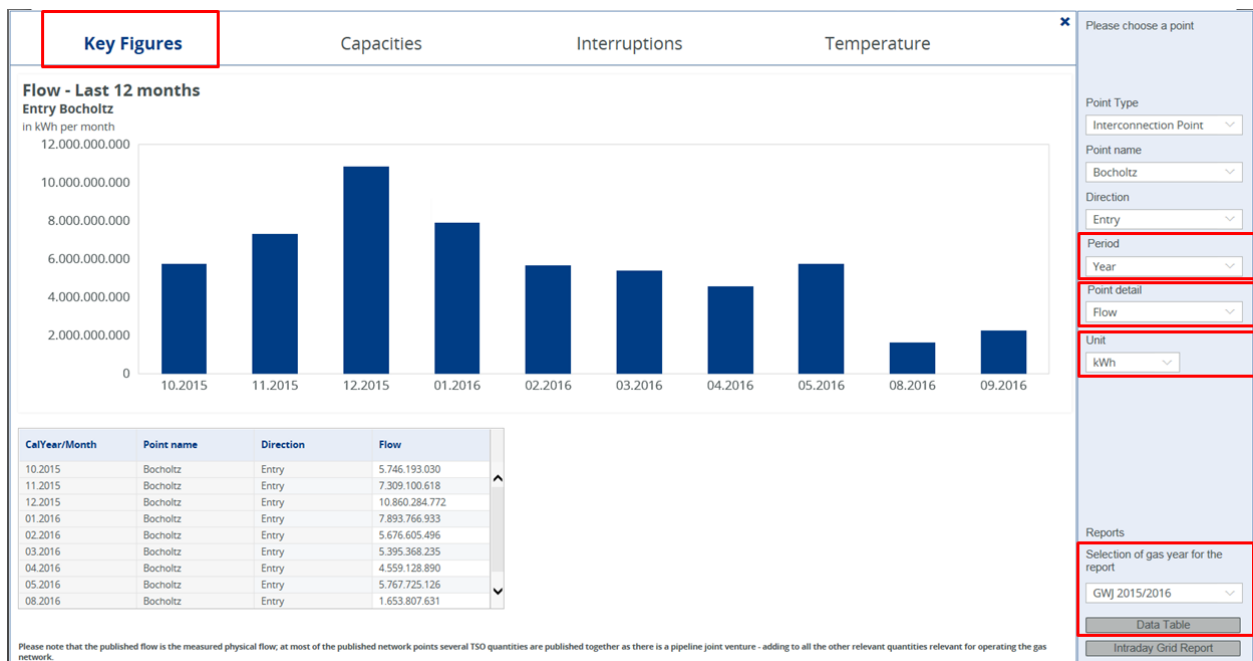 Key Figures
Capacities
Interruptions
Temperature
Flow - Last 12 months
Entry Bocholtz
in kWh per month
12.000.000.000
10.000.000.000
8.000.000.000
6.000.000.000
4.000.000.000
2.000.000.000
0
10.2015 11.2015 12.2015 01.2016 02.2016 03.2016 04.2016 05.2016 08.2016 09.2016
CalYear/Month Point name Direction Flow
10.2015 Bocholtz Entry 5.746.193.030
11.2015 Bocholtz Entry 7.309.100.618
12.2015 Bocholtz Entry 10.860.284.772
01.2016 Bocholtz Entry 7.893.766.933
02.2016 Bocholtz Entry 5.676.605.496
03.2016 Bocholtz Entry 5.395.368.235
04.2016 Bocholtz Entry 4.559.128.890
05.2016 Bocholtz Entry 5.767.725.126
08.2016 Bocholtz Entry 1.653.807.631
Please note that the published flow is the measured physical flow; at most of the published network points several TSO quantities are published together as there is a pipeline joint venture - adding to all the other relevant quantities relevant for operating the gas
network.
Please choose a point
Point Type
Interconnection Point
Point name
Bocholtz
Direction
Entry
Period
Year
Point detail
Flow
Unit
kWh
Reports
Selection of gas year for the
report
GWJ 2015/2016
Data Table
Intraday Grid Report